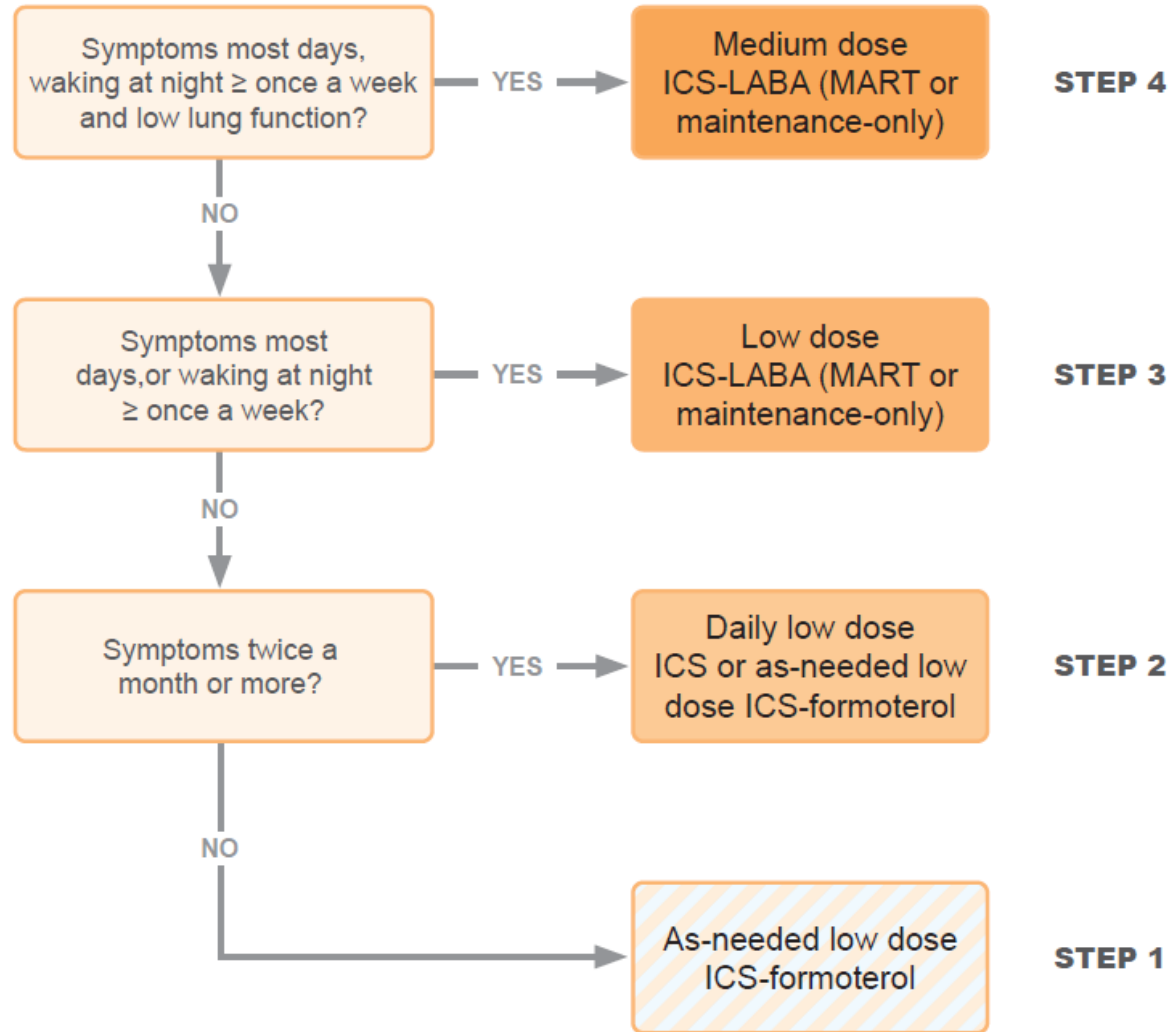 Symptoms most days,
waking at night ≥ once a week
and low lung function?
YES
Medium dose
ICS-LABA (MART or
maintenance-only)
STEP 4
NO
Symptoms most
days,or waking at night
≥ once a week?
YES
Low dose
ICS-LABA (MART or
maintenance-only)
STEP 3
NO
Symptoms twice a
month or more?
YES
Daily low dose
ICS or as-needed low
dose ICS-formoterol
STEP 2
NO
As-needed low dose
ICS-formoterol
STEP 1